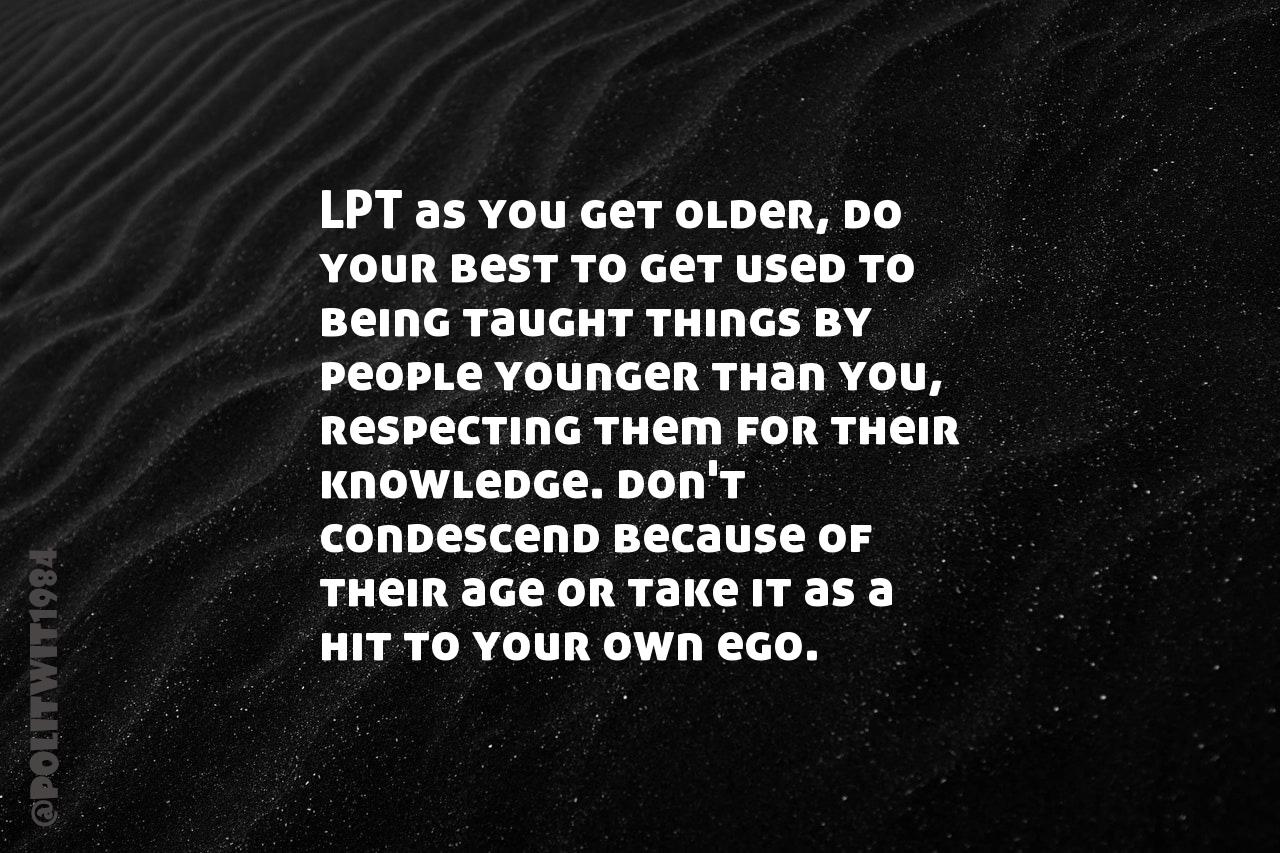 LPT as you get older, do
your best to get used to
being taught things by
people younger than you,
respecting them for their
knowledge. Don't
condescend because of
their age or take it as a
hit to your own ego.
@POLITWIT1984